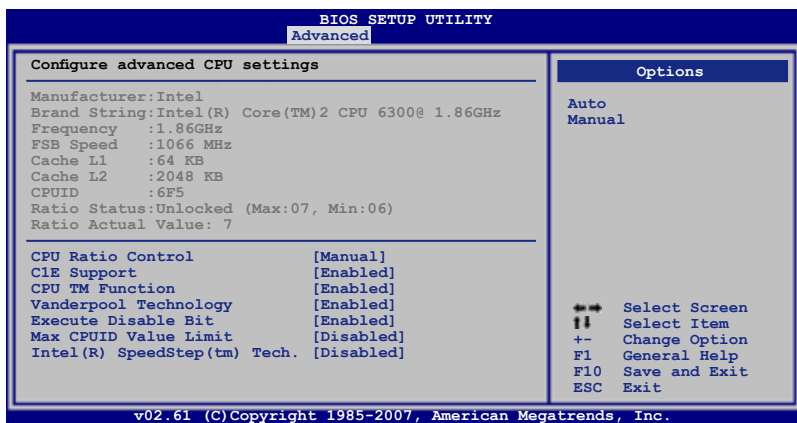 BIOS SETUP UTILITY
Advanced
Configure advanced CPU settings
Manufacturer:Intel
Brand String:Intel(R) Core(TM)2 CPU 6300@ 1.86GHz
Frequency :1.86GHz
FSB Speed :1066 MHz
Cache L1 :64 KB
Cache L2 :2048 KB
CPUID :6F5
Ratio Status:Unlocked (Max:07, Min:06)
Ratio Actual Value: 7
CPU Ratio Control [Manual]
C1E Support [Enabled]
CPU TM Function [Enabled]
Vanderpool Technology [Enabled]
Execute Disable Bit [Enabled]
Max CPUID Value Limit [Disabled]
Intel(R) SpeedStep(tm) Tech. [Disabled]
Options
Auto
Manual
←→ Select Screen
↑↓ Select Item
+- Change Option
F1 General Help
F10 Save and Exit
ESC Exit
v02.61 (C)Copyright 1985-2007, American Megatrends, Inc.